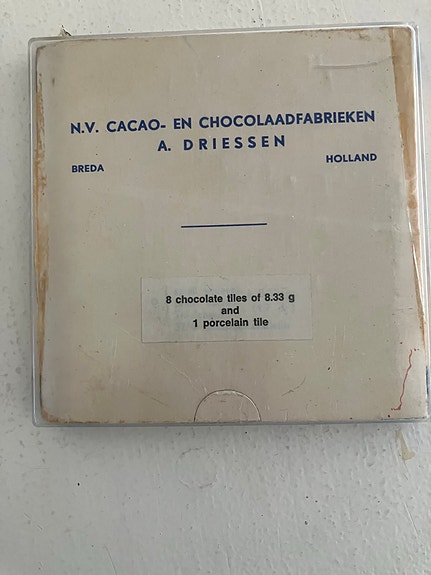 N.V. CACAO- EN CHOCOLAADFABRIEKEN
A. DRIESSEN
BREDA
HOLLAND
8 chocolate tiles of 8.33 g
and
1 porcelain tile